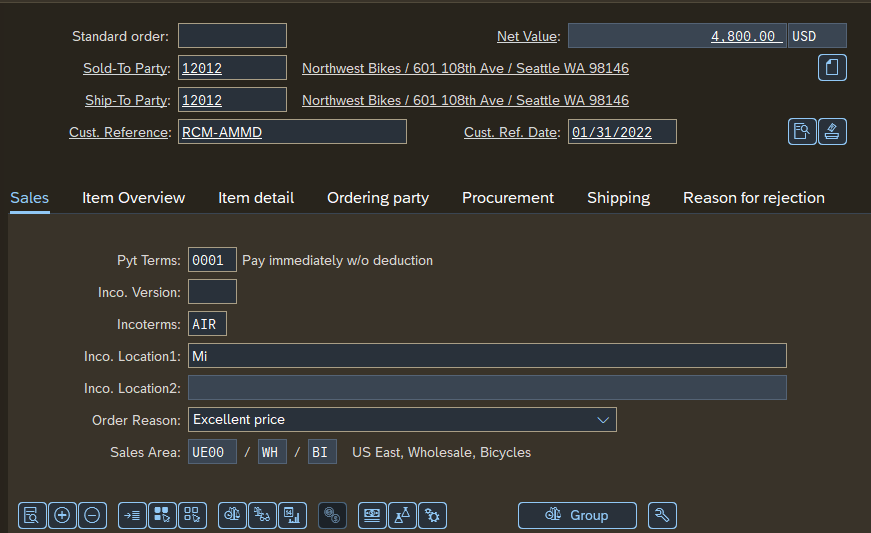 Standard order: Net Value: 4,800.00 USD
Sold-To Party: 12012 Northwest Bikes / 601 108th Ave / Seattle WA 98146
Ship-To Party: 12012 Northwest Bikes / 601 108th Ave / Seattle WA 98146
Cust. Reference: RCM-AMMD Cust. Ref. Date: 01/31/2022
Sales Item Overview Item detail Ordering party Procurement Shipping Reason for rejection
Pyt Terms: 0001 Pay immediately w/o deduction
Inco. Version:
Incoterms: AIR
Inco. Location1: Mi
Inco. Location2:
Order Reason: Excellent price
Sales Area: UE00 / WH / BI US East, Wholesale, Bicycles
Group